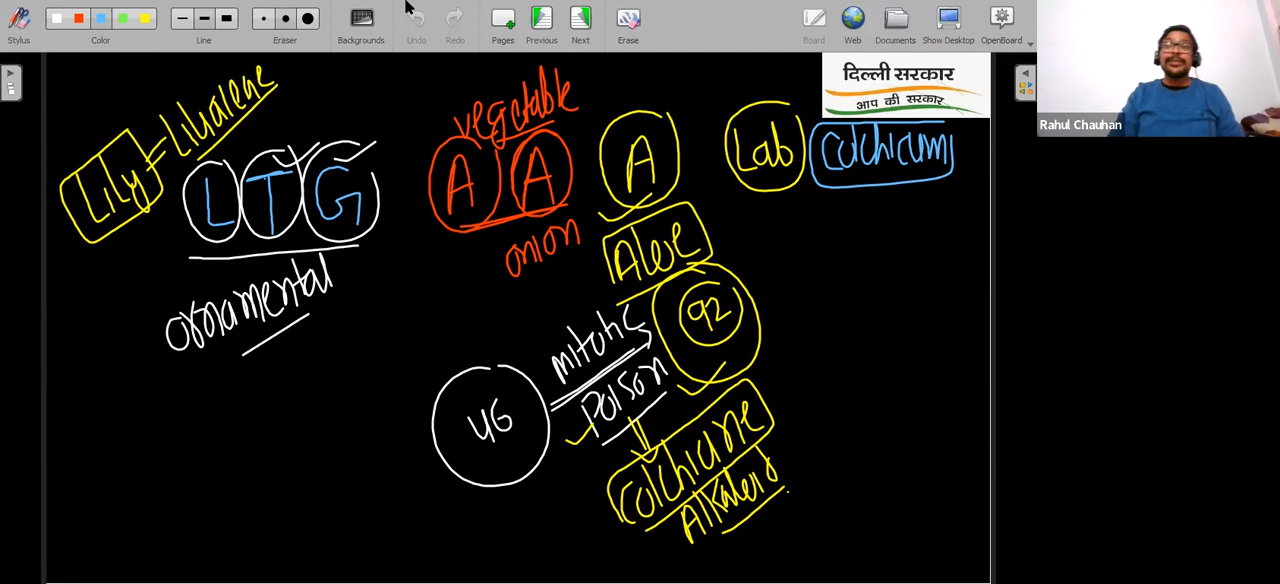 Stylus
Color
Line
Eraser
Backgrounds
Undo
Redo
Pages
Previous
Next
Erase
Board
Web
Documents
Show Desktop
OpenBoard
Rahul Chauhan
दिल्ली सरकार
आप की सरकार
Lily = Liliaceae
L T G
ornamental
vegetable
A A
onion
A
Aloe
Lab
Colchicum
46
mitotic
Poison
92
Colchicine
Alkaloid